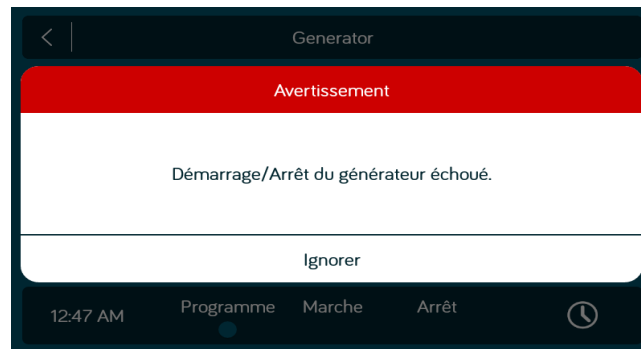 Generator
Avertissement
Démarrage/Arrêt du générateur échoué.
Ignorer
12:47 AM Programme Marche Arrêt